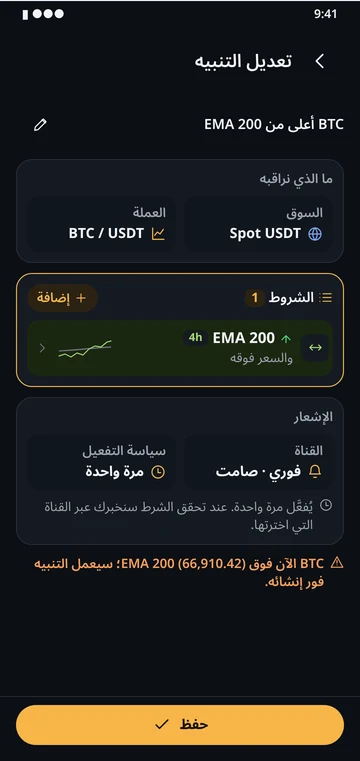 9:41
تعديل التنبيه
BTC أعلى من EMA 200
ما الذي نراقبه
السوق
Spot USDT
العملة
BTC / USDT
الشروط 1
+ إضافة
EMA 200 4h
والسعر فوقه
الإشعار
القناة
فوري · صامت
سياسة التفعيل
مرة واحدة
يُفعَّل مرة واحدة. عند تحقق الشرط سنخبرك عبر القناة
التي اخترتها.
BTC الآن فوق EMA 200 (66,910.42)؛ سيعمل التنبيه
فور إنشائه.
حفظ